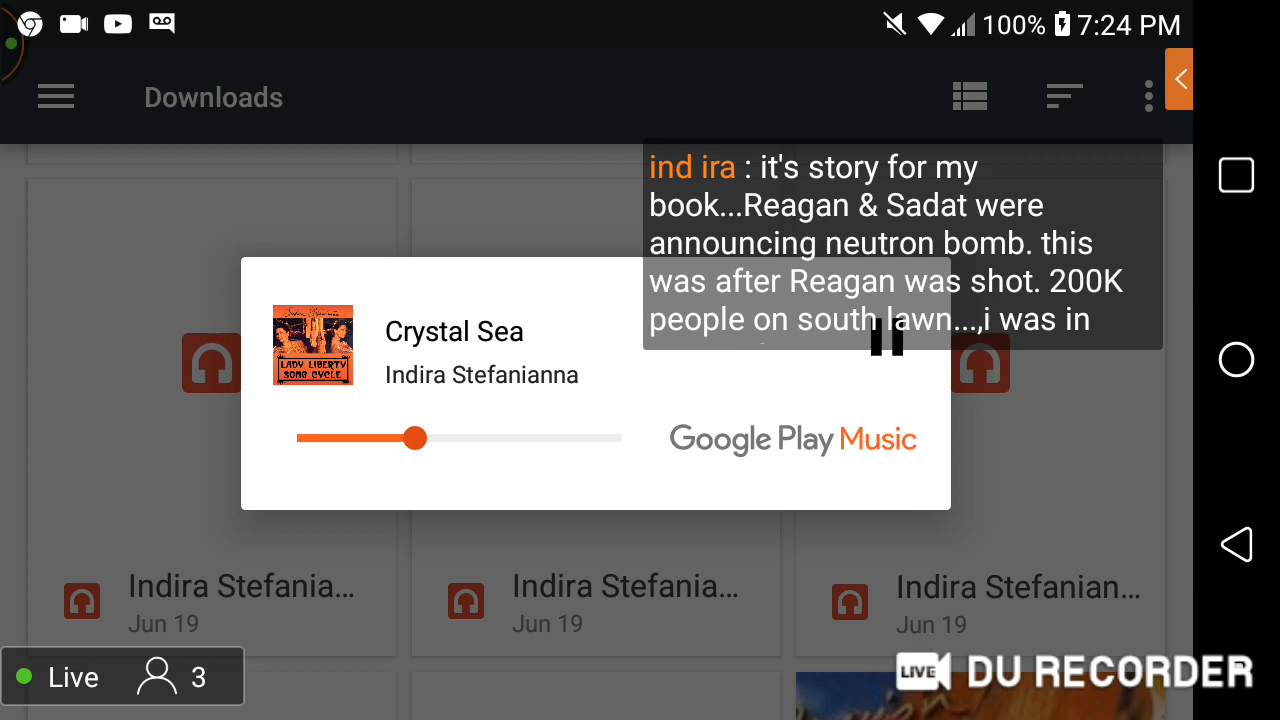 100% 7:24 PM
Downloads
ind ira : it's story for my
book...Reagan & Sadat were
announcing neutron bomb. this
was after Reagan was shot. 200K
people on south lawn...,i was in
Crystal Sea
Indira Stefanianna
LADY LIBERTY
SONG CYCLE
Google Play Music
Indira Stefania...
Jun 19
Indira Stefania...
Jun 19
Indira Stefanian...
Jun 19
Live 3
LIVE DU RECORDER